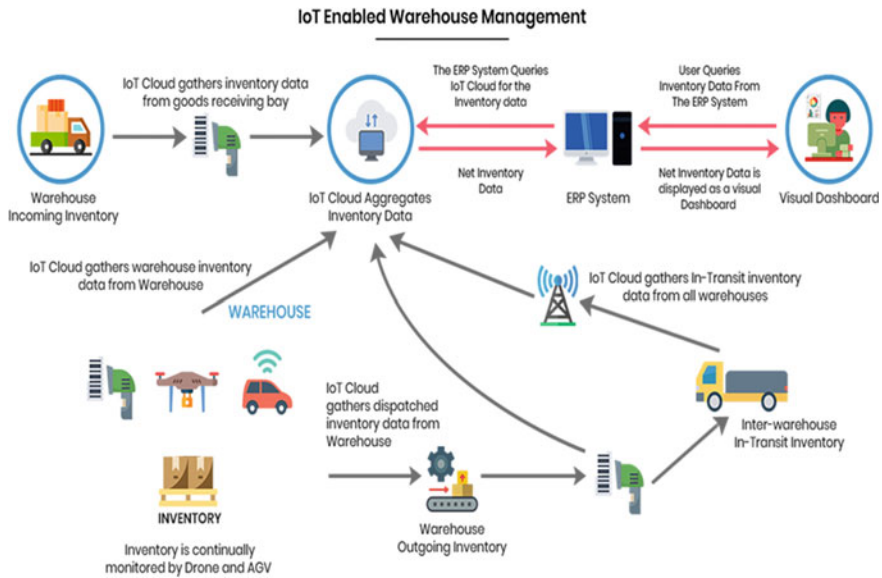 IoT Enabled Warehouse Management
IoT Cloud gathers inventory data
from goods receiving bay
The ERP System Queries
IoT Cloud for the
Inventory data
User Queries
Inventory Data From
The ERP System
Warehouse
Incoming Inventory
IoT Cloud Aggregates
Inventory Data
Net Inventory
Data
ERP System
Net Inventory Data is
displayed as a visual
Dashboard
Visual Dashboard
IoT Cloud gathers warehouse inventory
data from Warehouse
WAREHOUSE
IoT Cloud gathers In-Transit inventory
data from all warehouses
IoT Cloud
gathers dispatched
inventory data from
Warehouse
Inter-warehouse
In-Transit Inventory
INVENTORY
Inventory is continually
monitored by Drone and AGV
Warehouse
Outgoing Inventory